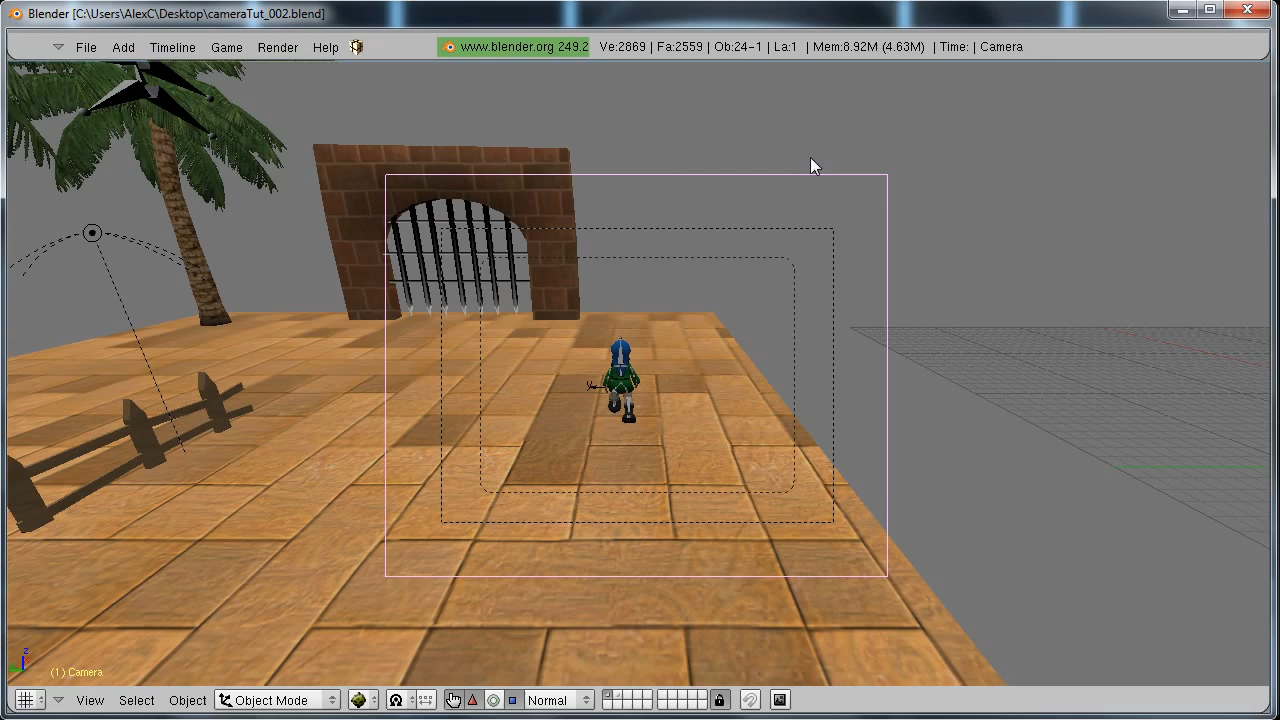 Blender [C:\Users\AlexC\Desktop\cameraTut_002.blend]
File Add Timeline Game Render Help www.blender.org 249.2 Ve:2869 | Fa:2559 | Ob:24-1 | La:1 | Mem:8.92M (4.63M) | Time: | Camera
y
z
(1) Camera
View Select Object Object Mode Normal